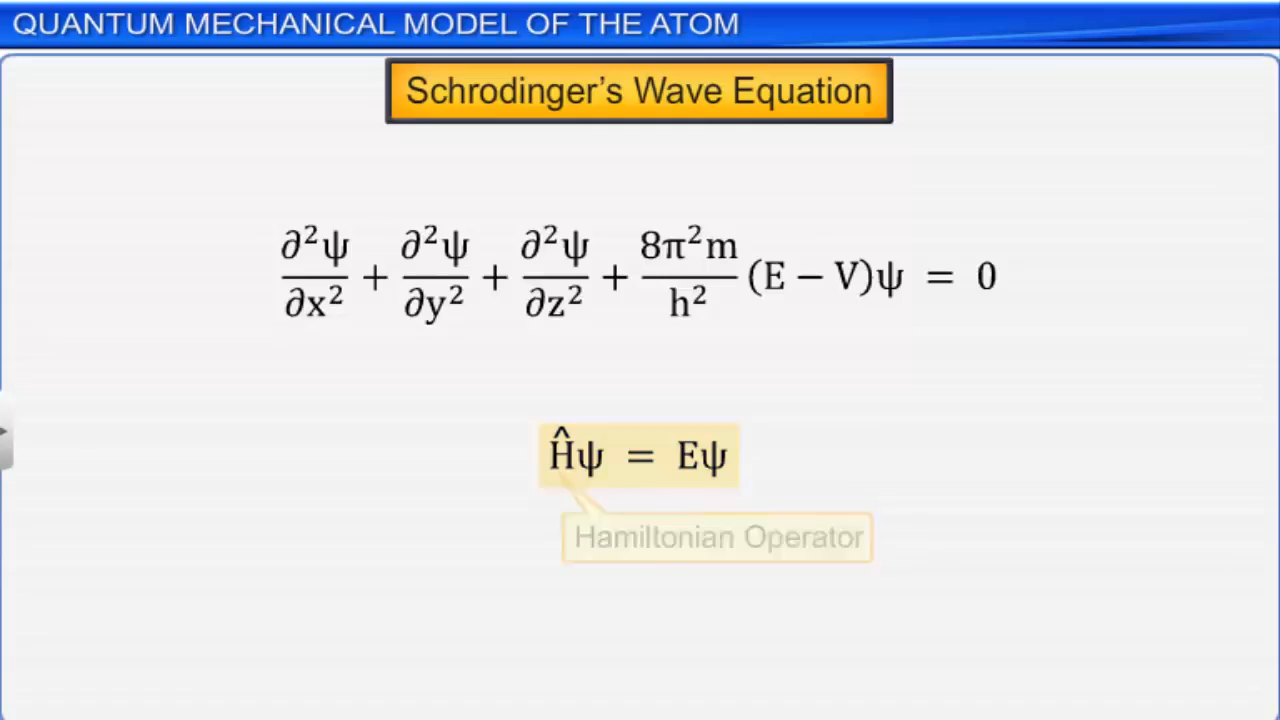 QUANTUM MECHANICAL MODEL OF THE ATOM
Schrodinger's Wave Equation
∂²ψ/∂x² + ∂²ψ/∂y² + ∂²ψ/∂z² + 8π²m/h² (E − V)ψ = 0
Ĥψ = Eψ
Hamiltonian Operator